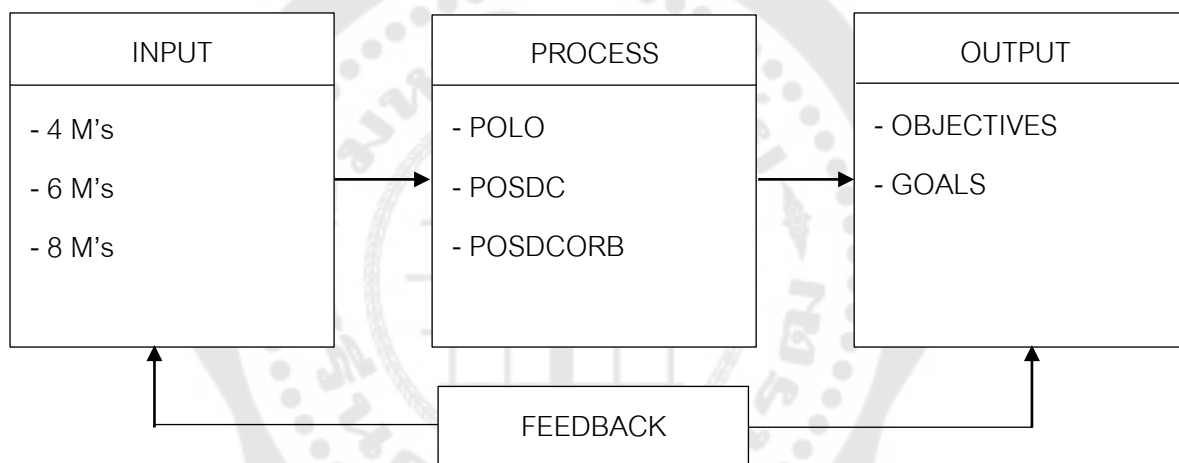 INPUT
- 4 M's
- 6 M's
- 8 M's
PROCESS
- POLO
- POSDC
- POSDCORB
OUTPUT
- OBJECTIVES
- GOALS
FEEDBACK